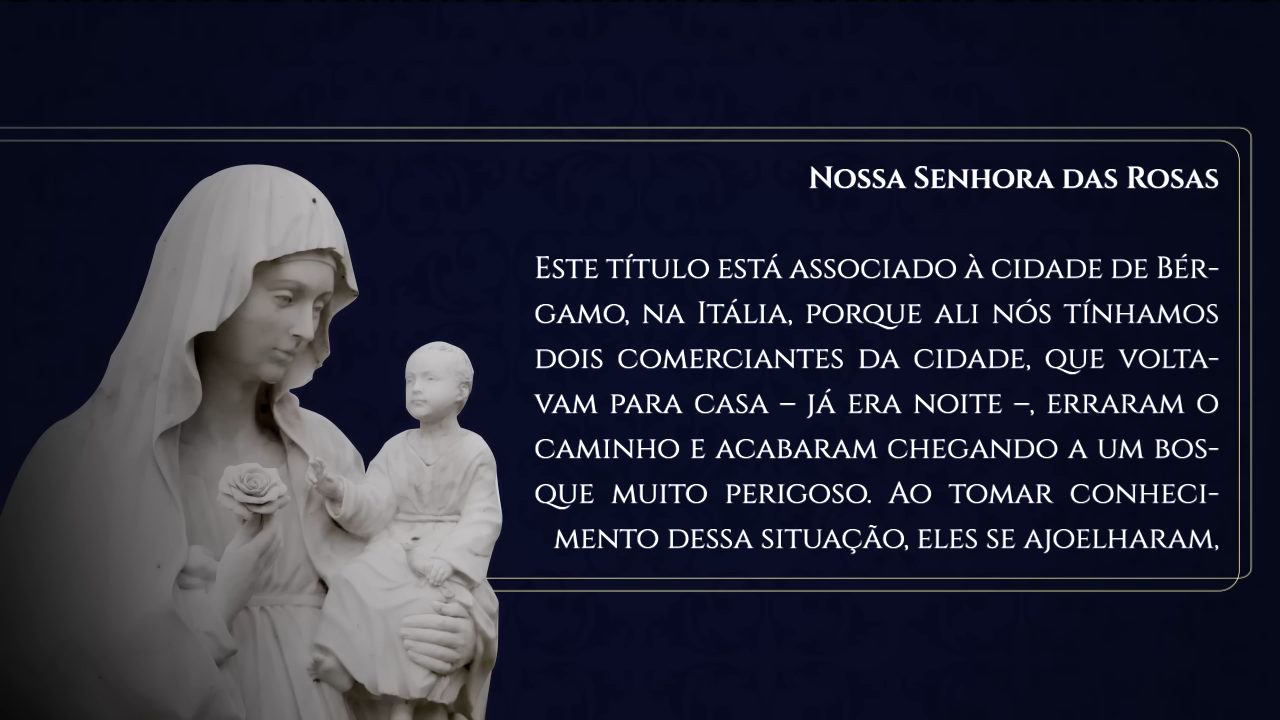 Nossa Senhora das Rosas
Este título está associado à cidade de Bér-
gamo, na Itália, porque ali nós tínhamos
dois comerciantes da cidade, que volta-
vam para casa – já era noite –, erraram o
caminho e acabaram chegando a um bos-
que muito perigoso. Ao tomar conheci-
mento dessa situação, eles se ajoelharam,